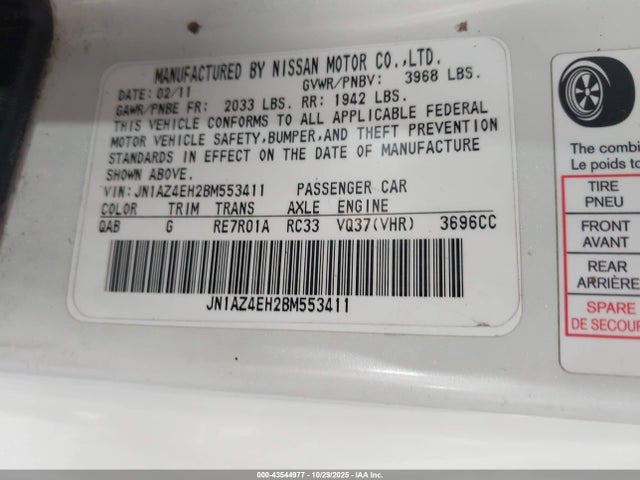 MANUFACTURED BY NISSAN MOTOR CO.,LTD.
DATE: 02/11 GVWR/PNBV: 3968 LBS.
GAWR/PNBE FR: 2033 LBS. RR: 1942 LBS.
THIS VEHICLE CONFORMS TO ALL APPLICABLE FEDERAL
MOTOR VEHICLE SAFETY,BUMPER,AND THEFT PREVENTION
STANDARDS IN EFFECT ON THE DATE OF MANUFACTURE
SHOWN ABOVE.
VIN: JN1AZ4EH2BM553411 PASSENGER CAR
COLOR TRIM TRANS AXLE ENGINE
QAB G RE7R01A RC33 VQ37(VHR) 3696CC
JN1AZ4EH2BM553411
The combi
Le poids to
TIRE
PNEU
FRONT
AVANT
REAR
ARRIÈRE
SPARE
DE SECOUR
000-43544977 - 10/29/2025 - IAAI, Inc.